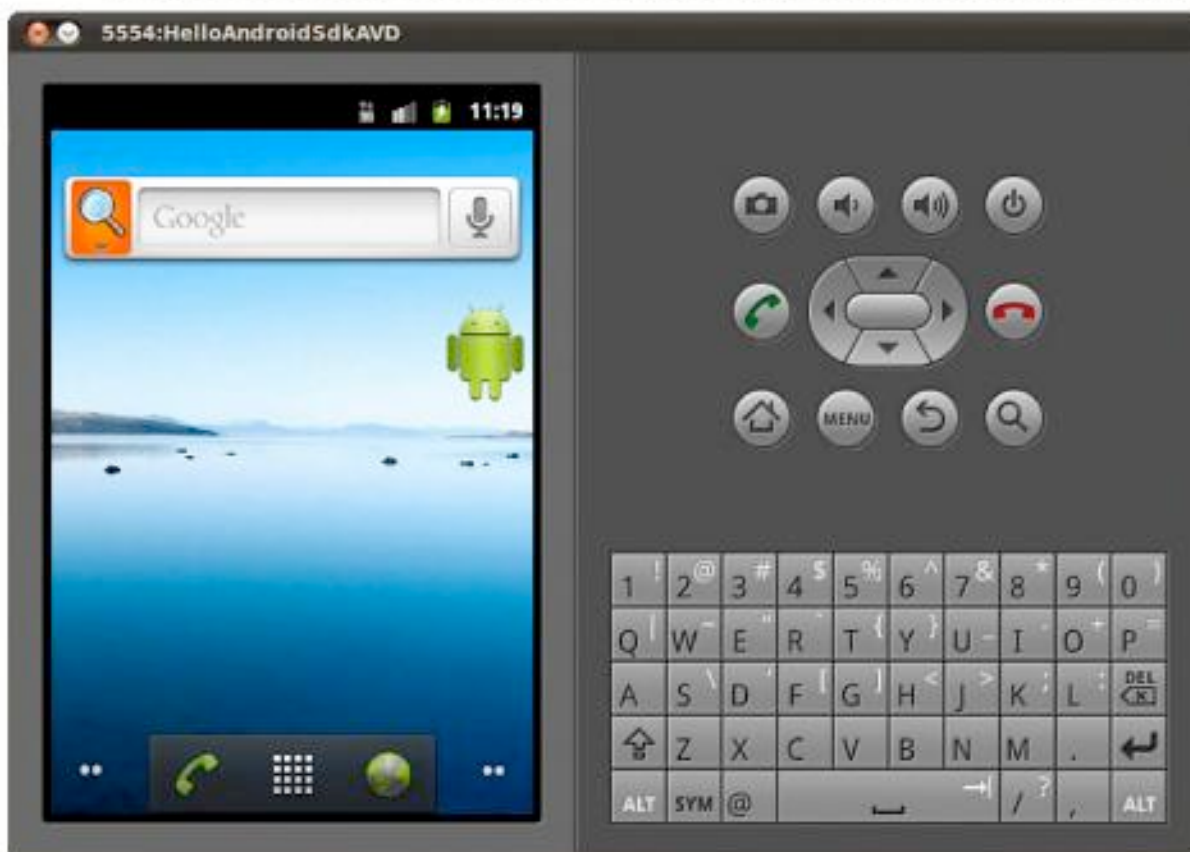 5554:HelloAndroidSdkAVD
11:19
Google
MENU
1 ! 2 @ 3 # 4 $ 5 % 6 ^ 7 & 8 * 9 ( 0 )
Q | W ~ E " R ` T { Y } U _ I - O + P =
A S \ D ' F [ G ] H < J > K ; L : DEL
Z X C V B N M .
ALT SYM @ / ? , ALT